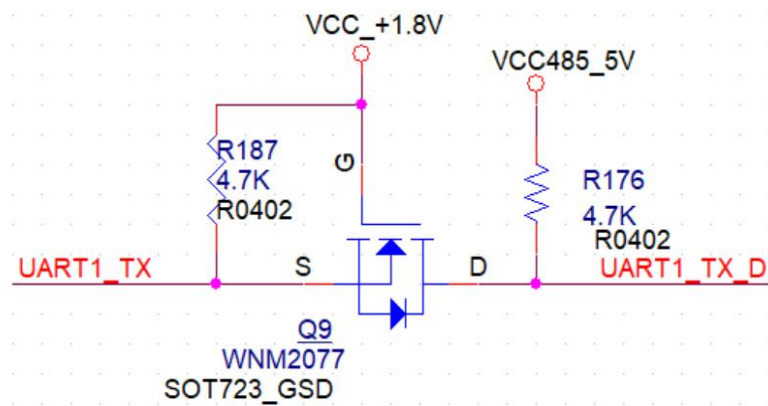 VCC_+1.8V
VCC485_5V
R187
4.7K
R0402
G
R176
4.7K
R0402
UART1_TX
S
D
UART1_TX_D
Q9
WNM2077
SOT723_GSD